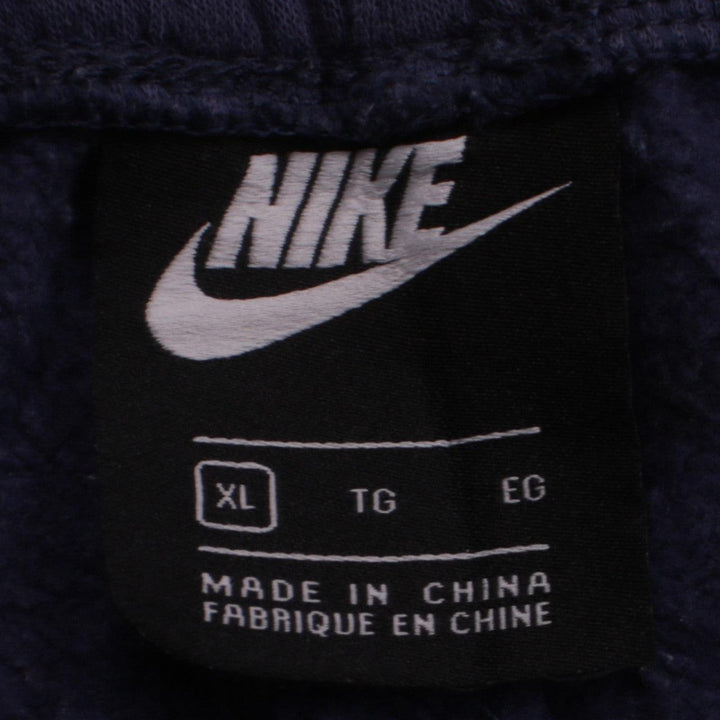 NIKE
XL TG EG
MADE IN CHINA
FABRIQUE EN CHINE